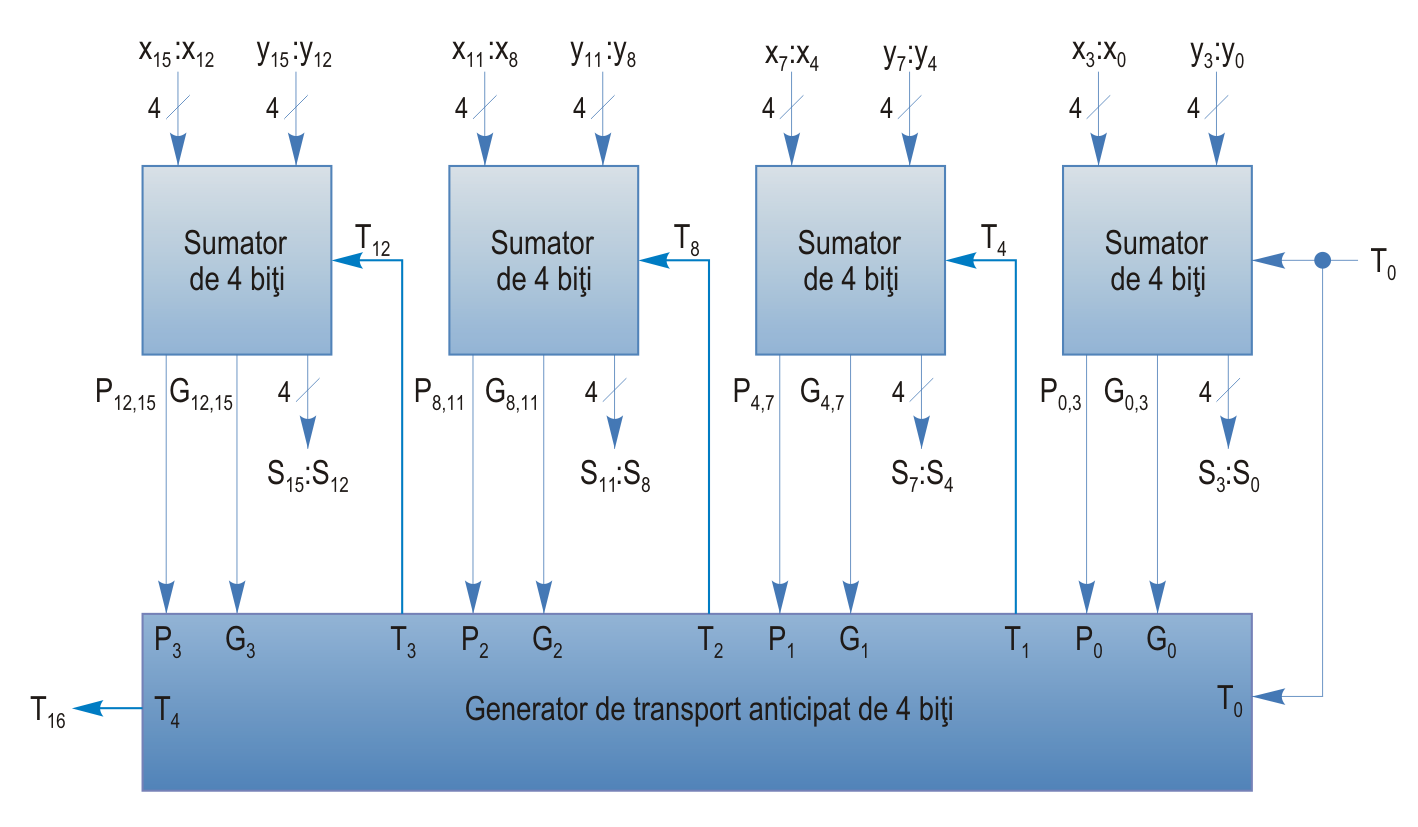 x15:x12 y15:y12 x11:x8 y11:y8 x7:x4 y7:y4 x3:x0 y3:y0
4 4 4 4 4 4 4 4
Sumator de 4 biţi
T12
Sumator de 4 biţi
T8
Sumator de 4 biţi
T4
Sumator de 4 biţi
T0
P12,15 G12,15 4 P8,11 G8,11 4 P4,7 G4,7 4 P0,3 G0,3 4
S15:S12 S11:S8 S7:S4 S3:S0
P3 G3 T3 P2 G2 T2 P1 G1 T1 P0 G0
T16 T4 Generator de transport anticipat de 4 biţi T0